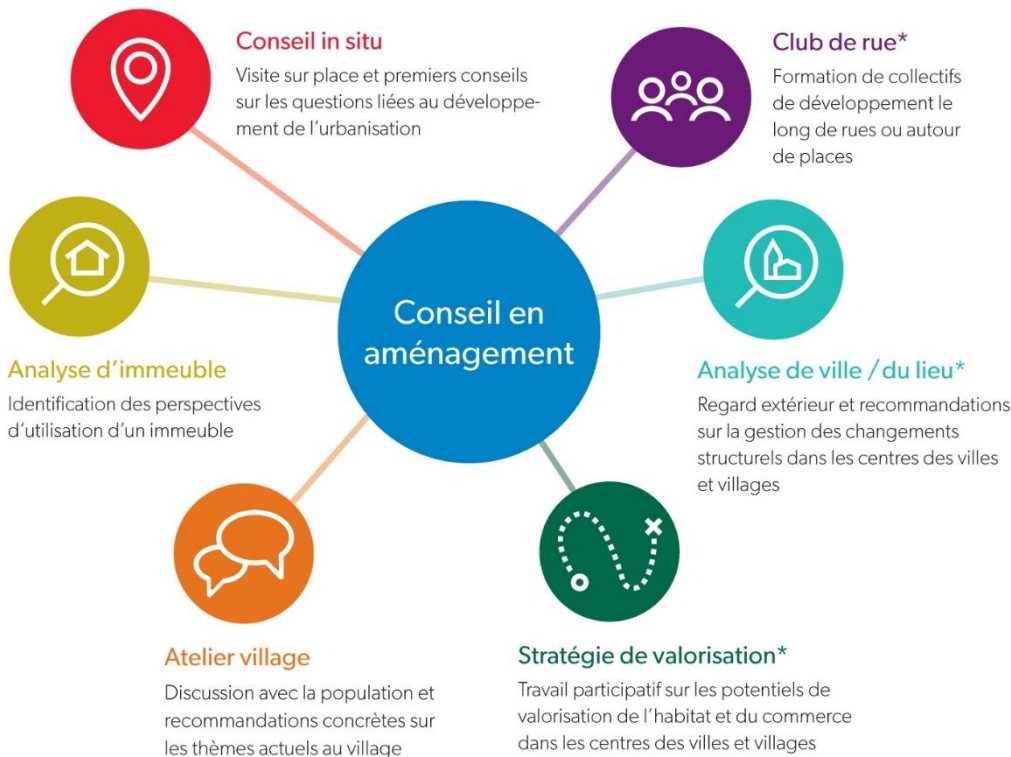 Conseil in situ
Visite sur place et premiers conseils
sur les questions liées au développe-
ment de l’urbanisation
Club de rue*
Formation de collectifs
de développement le
long de rues ou autour
de places
Conseil en
aménagement
Analyse d’immeuble
Identification des perspectives
d’utilisation d’un immeuble
Analyse de ville / du lieu*
Regard extérieur et recommandations
sur la gestion des changements
structurels dans les centres des villes
et villages
Atelier village
Discussion avec la population et
recommandations concrètes sur
les thèmes actuels au village
Stratégie de valorisation*
Travail participatif sur les potentiels de
valorisation de l’habitat et du commerce
dans les centres des villes et villages